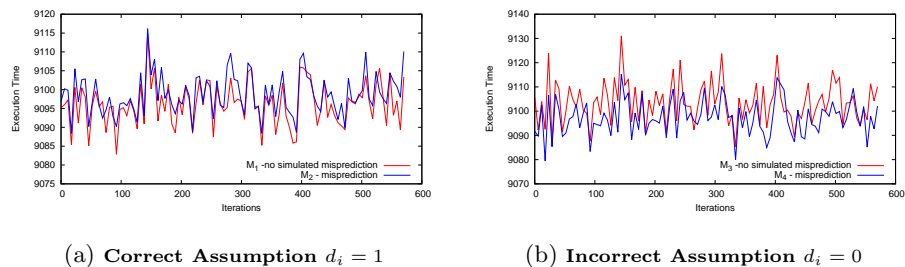 9120
9115
9110
9105
9100
9095
9090
9085
9080
9075
Execution Time
M1 -no simulated misprediction
M2 - misprediction
0 100 200 300 400 500 600
Iterations
(a) Correct Assumption di = 1
9140
9130
9120
9110
9100
9090
9080
9070
Execution Time
M3 -no simulated misprediction
M4 - misprediction
0 100 200 300 400 500 600
Iterations
(b) Incorrect Assumption di = 0